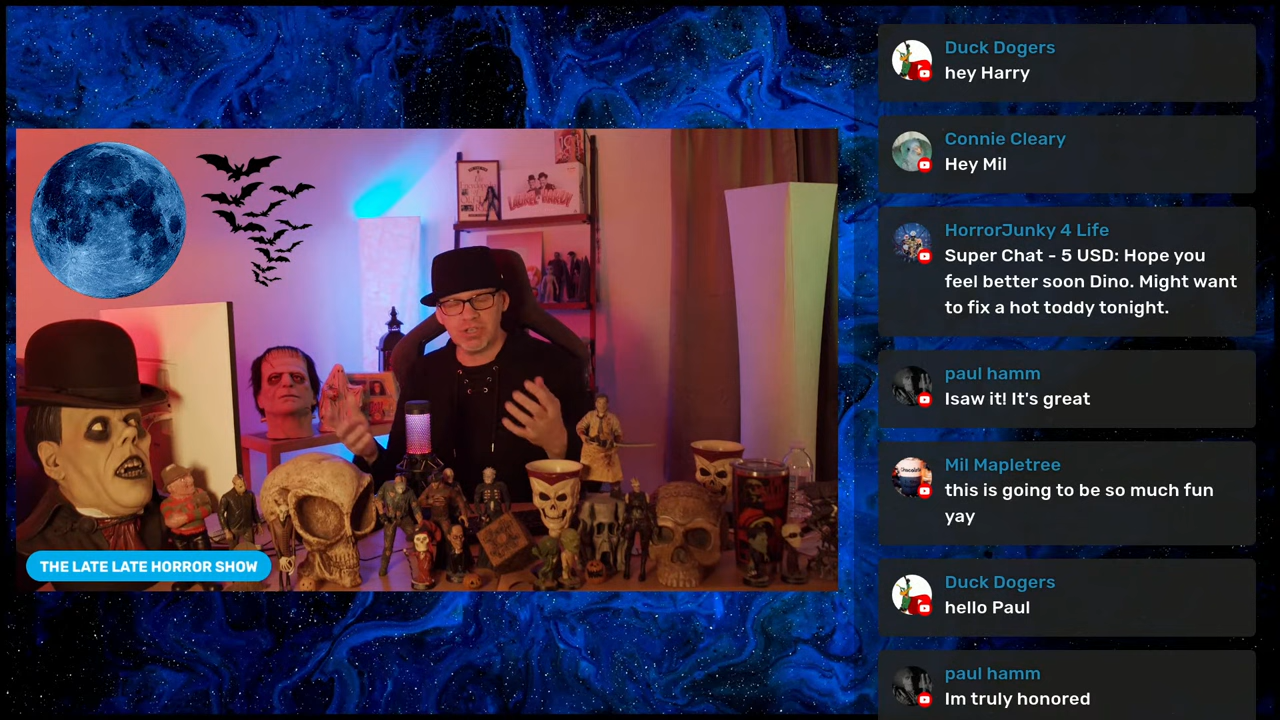 Duck Dogers
hey Harry
Connie Cleary
Hey Mil
HorrorJunky 4 Life
Super Chat - 5 USD: Hope you
feel better soon Dino. Might want
to fix a hot toddy tonight.
paul hamm
Isaw it! It's great
Mil Mapletree
this is going to be so much fun
yay
Duck Dogers
hello Paul
paul hamm
Im truly honored
LAUREL HARDY
THE LATE LATE HORROR SHOW